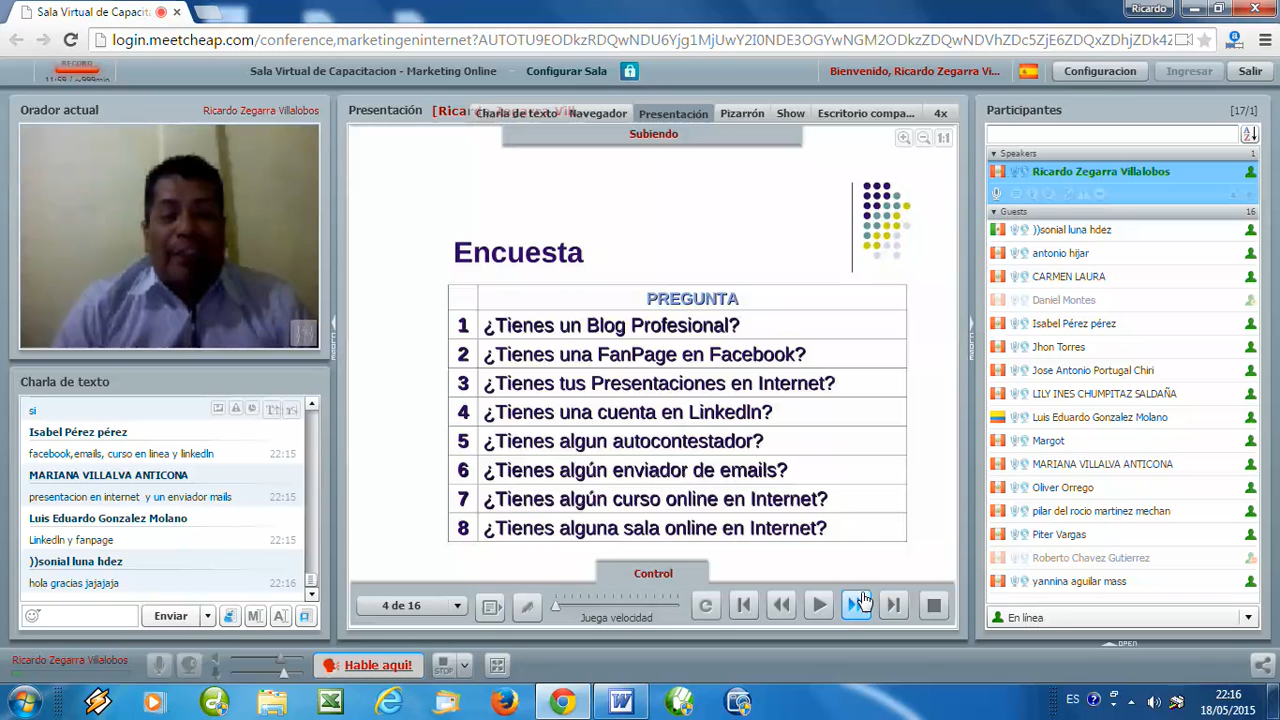 Sala Virtual de Capacita
Ricardo
login.meetcheap.com/conference,marketingeninternet?
RECORD
Sala Virtual de Capacitacion - Marketing Online
Configurar Sala
Bienvenido, Ricardo Zegarra Vi...
Configuracion
Ingresar
Salir
Orador actual
Ricardo Zegarra Villalobos
Presentación
Charla de texto
Navegador
Presentación
Pizarrón
Show
Escritorio compa...
4x
Subiendo
1:1
Encuesta
PREGUNTA
1 ¿Tienes un Blog Profesional?
2 ¿Tienes una FanPage en Facebook?
3 ¿Tienes tus Presentaciones en Internet?
4 ¿Tienes una cuenta en LinkedIn?
5 ¿Tienes algun autocontestador?
6 ¿Tienes algún enviador de emails?
7 ¿Tienes algún curso online en Internet?
8 ¿Tienes alguna sala online en Internet?
Control
4 de 16
Juega velocidad
Charla de texto
si
Isabel Pérez pérez
facebook,emails, curso en linea y linkedln 22:15
MARIANA VILLALVA ANTICONA
presentacion en internet y un enviador mails 22:15
Luis Eduardo Gonzalez Molano
LinkedIn y fanpage 22:15
))sonial luna hdez
hola gracias jajajaja 22:16
Enviar
Participantes [17/1]
Speakers 1
Ricardo Zegarra Villalobos
Guests 16
))sonial luna hdez
antonio hijar
CARMEN LAURA
Daniel Montes
Isabel Pérez pérez
Jhon Torres
Jose Antonio Portugal Chiri
LILY INES CHUMPITAZ SALDAÑA
Luis Eduardo Gonzalez Molano
Margot
MARIANA VILLALVA ANTICONA
Oliver Orrego
pilar del rocio martinez mechan
Piter Vargas
Roberto Chavez Gutierrez
yannina aguilar mass
En línea
OPEN
Ricardo Zegarra Villalobos
Hable aqui!
STOP
ES
22:16
18/05/2015